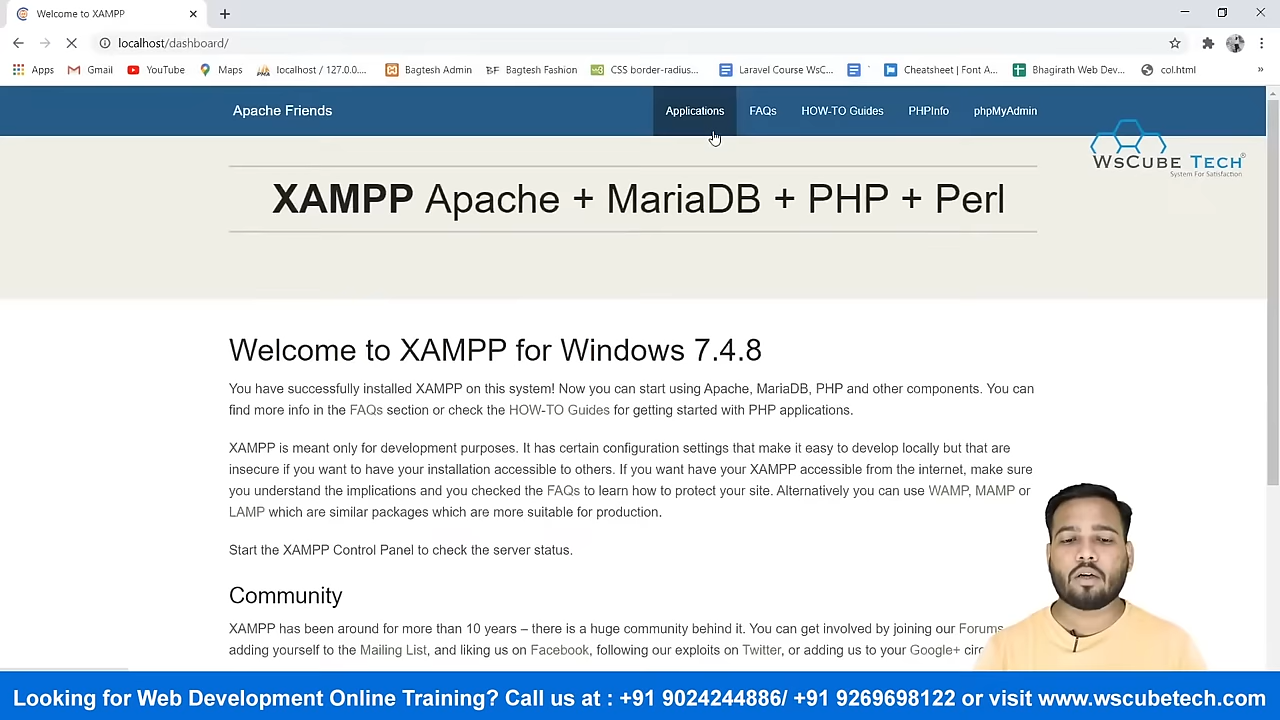 Welcome to XAMPP
localhost/dashboard/
Apps Gmail YouTube Maps localhost / 127.0.0.... Bagtesh Admin Bagtesh Fashion CSS border-radius... Laravel Course WsC... Cheatsheet | Font A... Bhagirath Web Dev... col.html »
Apache Friends Applications FAQs HOW-TO Guides PHPInfo phpMyAdmin
WsCube Tech®
System For Satisfaction
XAMPP Apache + MariaDB + PHP + Perl
Welcome to XAMPP for Windows 7.4.8
You have successfully installed XAMPP on this system! Now you can start using Apache, MariaDB, PHP and other components. You can
find more info in the FAQs section or check the HOW-TO Guides for getting started with PHP applications.
XAMPP is meant only for development purposes. It has certain configuration settings that make it easy to develop locally but that are
insecure if you want to have your installation accessible to others. If you want have your XAMPP accessible from the internet, make sure
you understand the implications and you checked the FAQs to learn how to protect your site. Alternatively you can use WAMP, MAMP or
LAMP which are similar packages which are more suitable for production.
Start the XAMPP Control Panel to check the server status.
Community
XAMPP has been around for more than 10 years – there is a huge community behind it. You can get involved by joining our Forums,
adding yourself to the Mailing List, and liking us on Facebook, following our exploits on Twitter, or adding us to your Google+
Looking for Web Development Online Training? Call us at : +91 9024244886/ +91 9269698122 or visit www.wscubetech.com